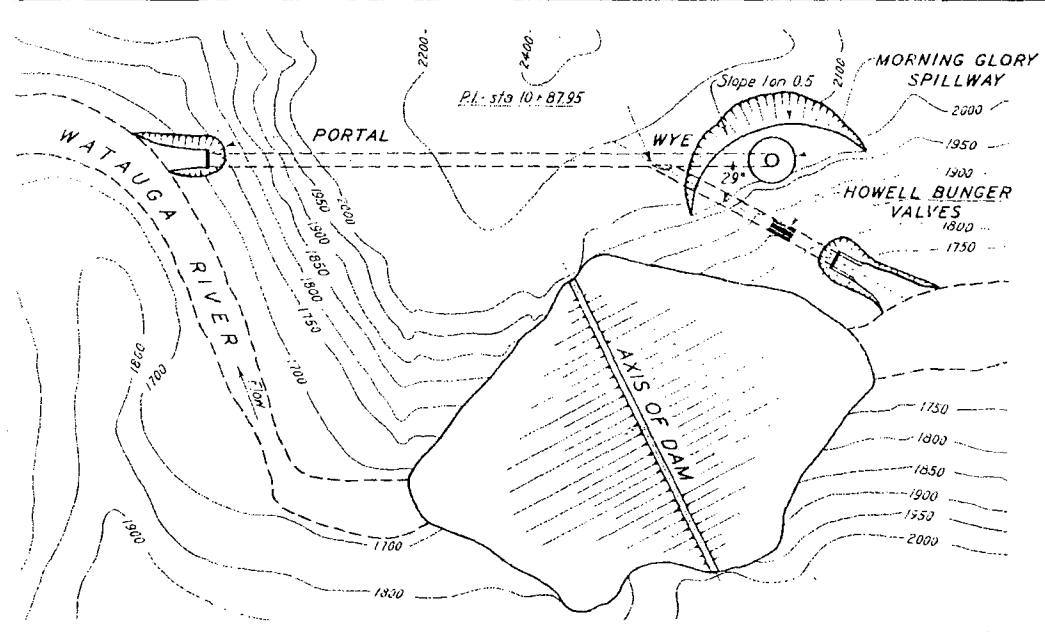 2200
2400
2100
MORNING GLORY
SPILLWAY
Slope 1 on 0.5
P.I.- sta 10+87.95
2000
WATAUGA
RIVER
PORTAL
WYE
1950
1900
29°
HOWELL BUNGER
VALVES
1800
1750
2000
1950
1900
1850
1800
1750
1700
1800
1700
Flow
AXIS OF DAM
1750
1800
1850
1900
1950
2000
1900
1700
1800